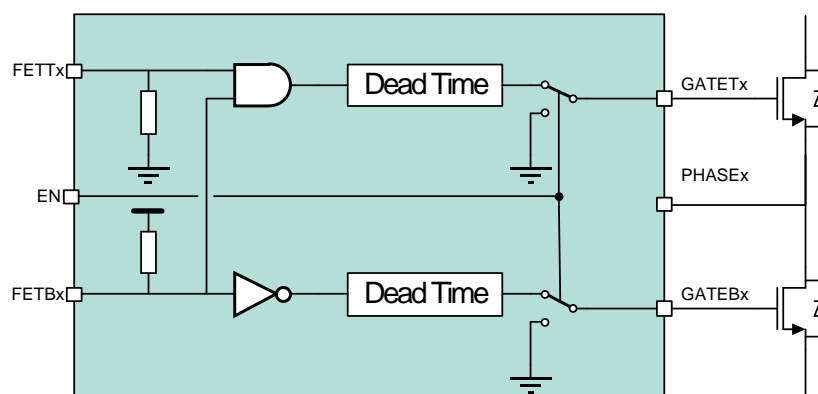 FETTx
Dead Time
GATETx
EN
PHASEx
FETBx
Dead Time
GATEBx